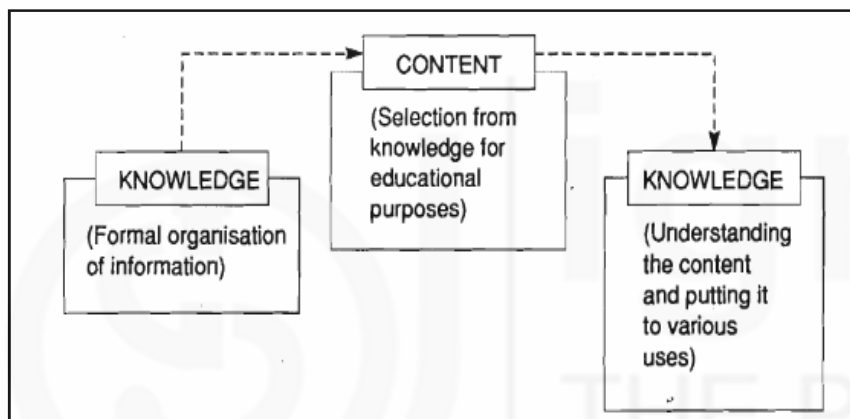 KNOWLEDGE
(Formal organisation
of information)
CONTENT
(Selection from
knowledge for
educational
purposes)
KNOWLEDGE
(Understanding
the content
and putting it
to various
uses)
THE P